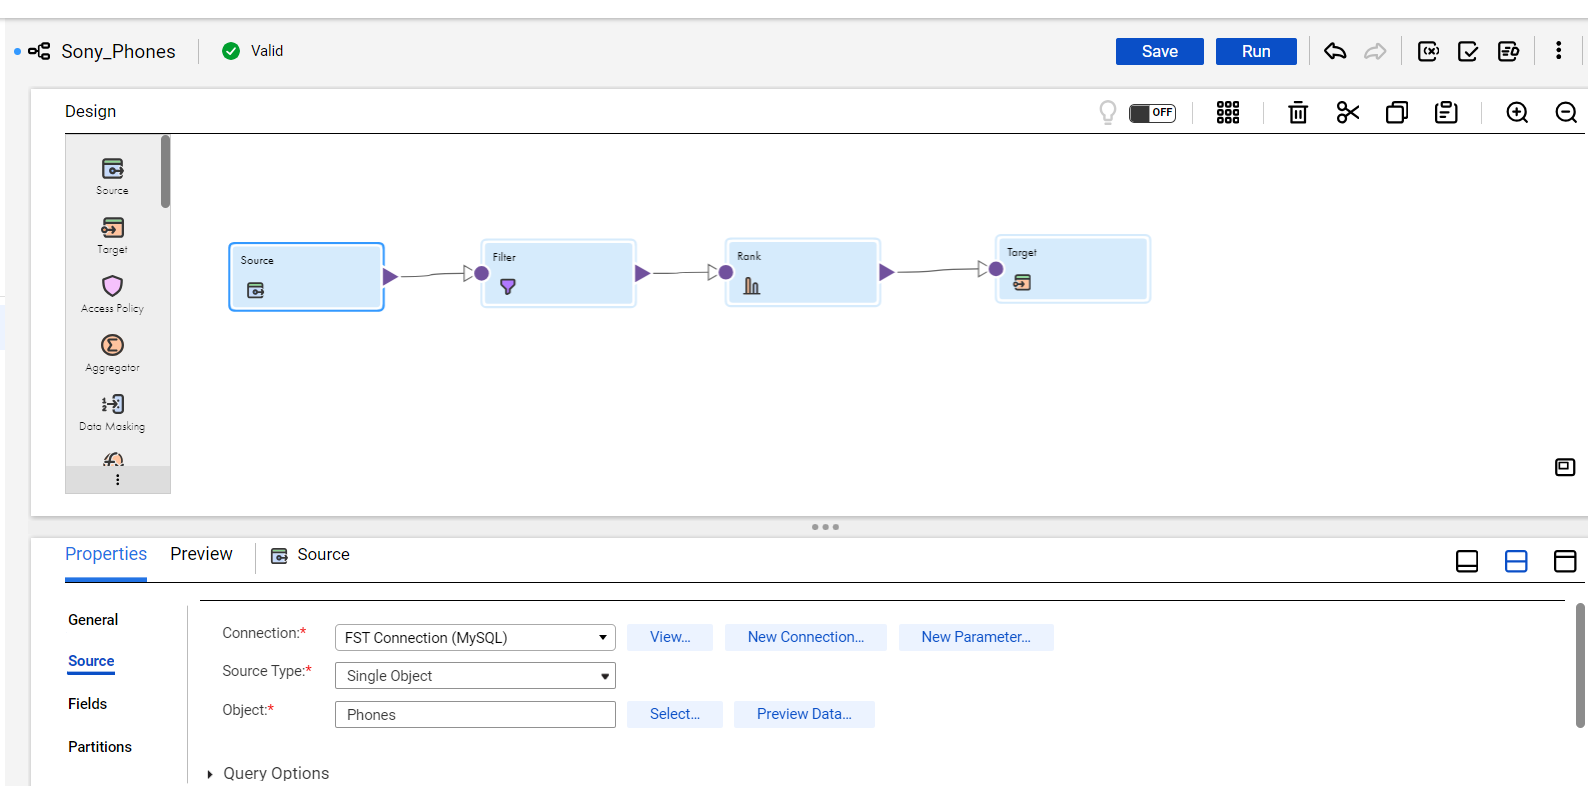 Sony_Phones
Valid
Save
Run
Design
OFF
Source
Target
Access Policy
Aggregator
Data Masking
Source
Filter
Rank
Target
Properties
Preview
Source
General
Source
Fields
Partitions
Connection:*
FST Connection (MySQL)
View...
New Connection...
New Parameter...
Source Type:*
Single Object
Object:*
Phones
Select...
Preview Data...
Query Options